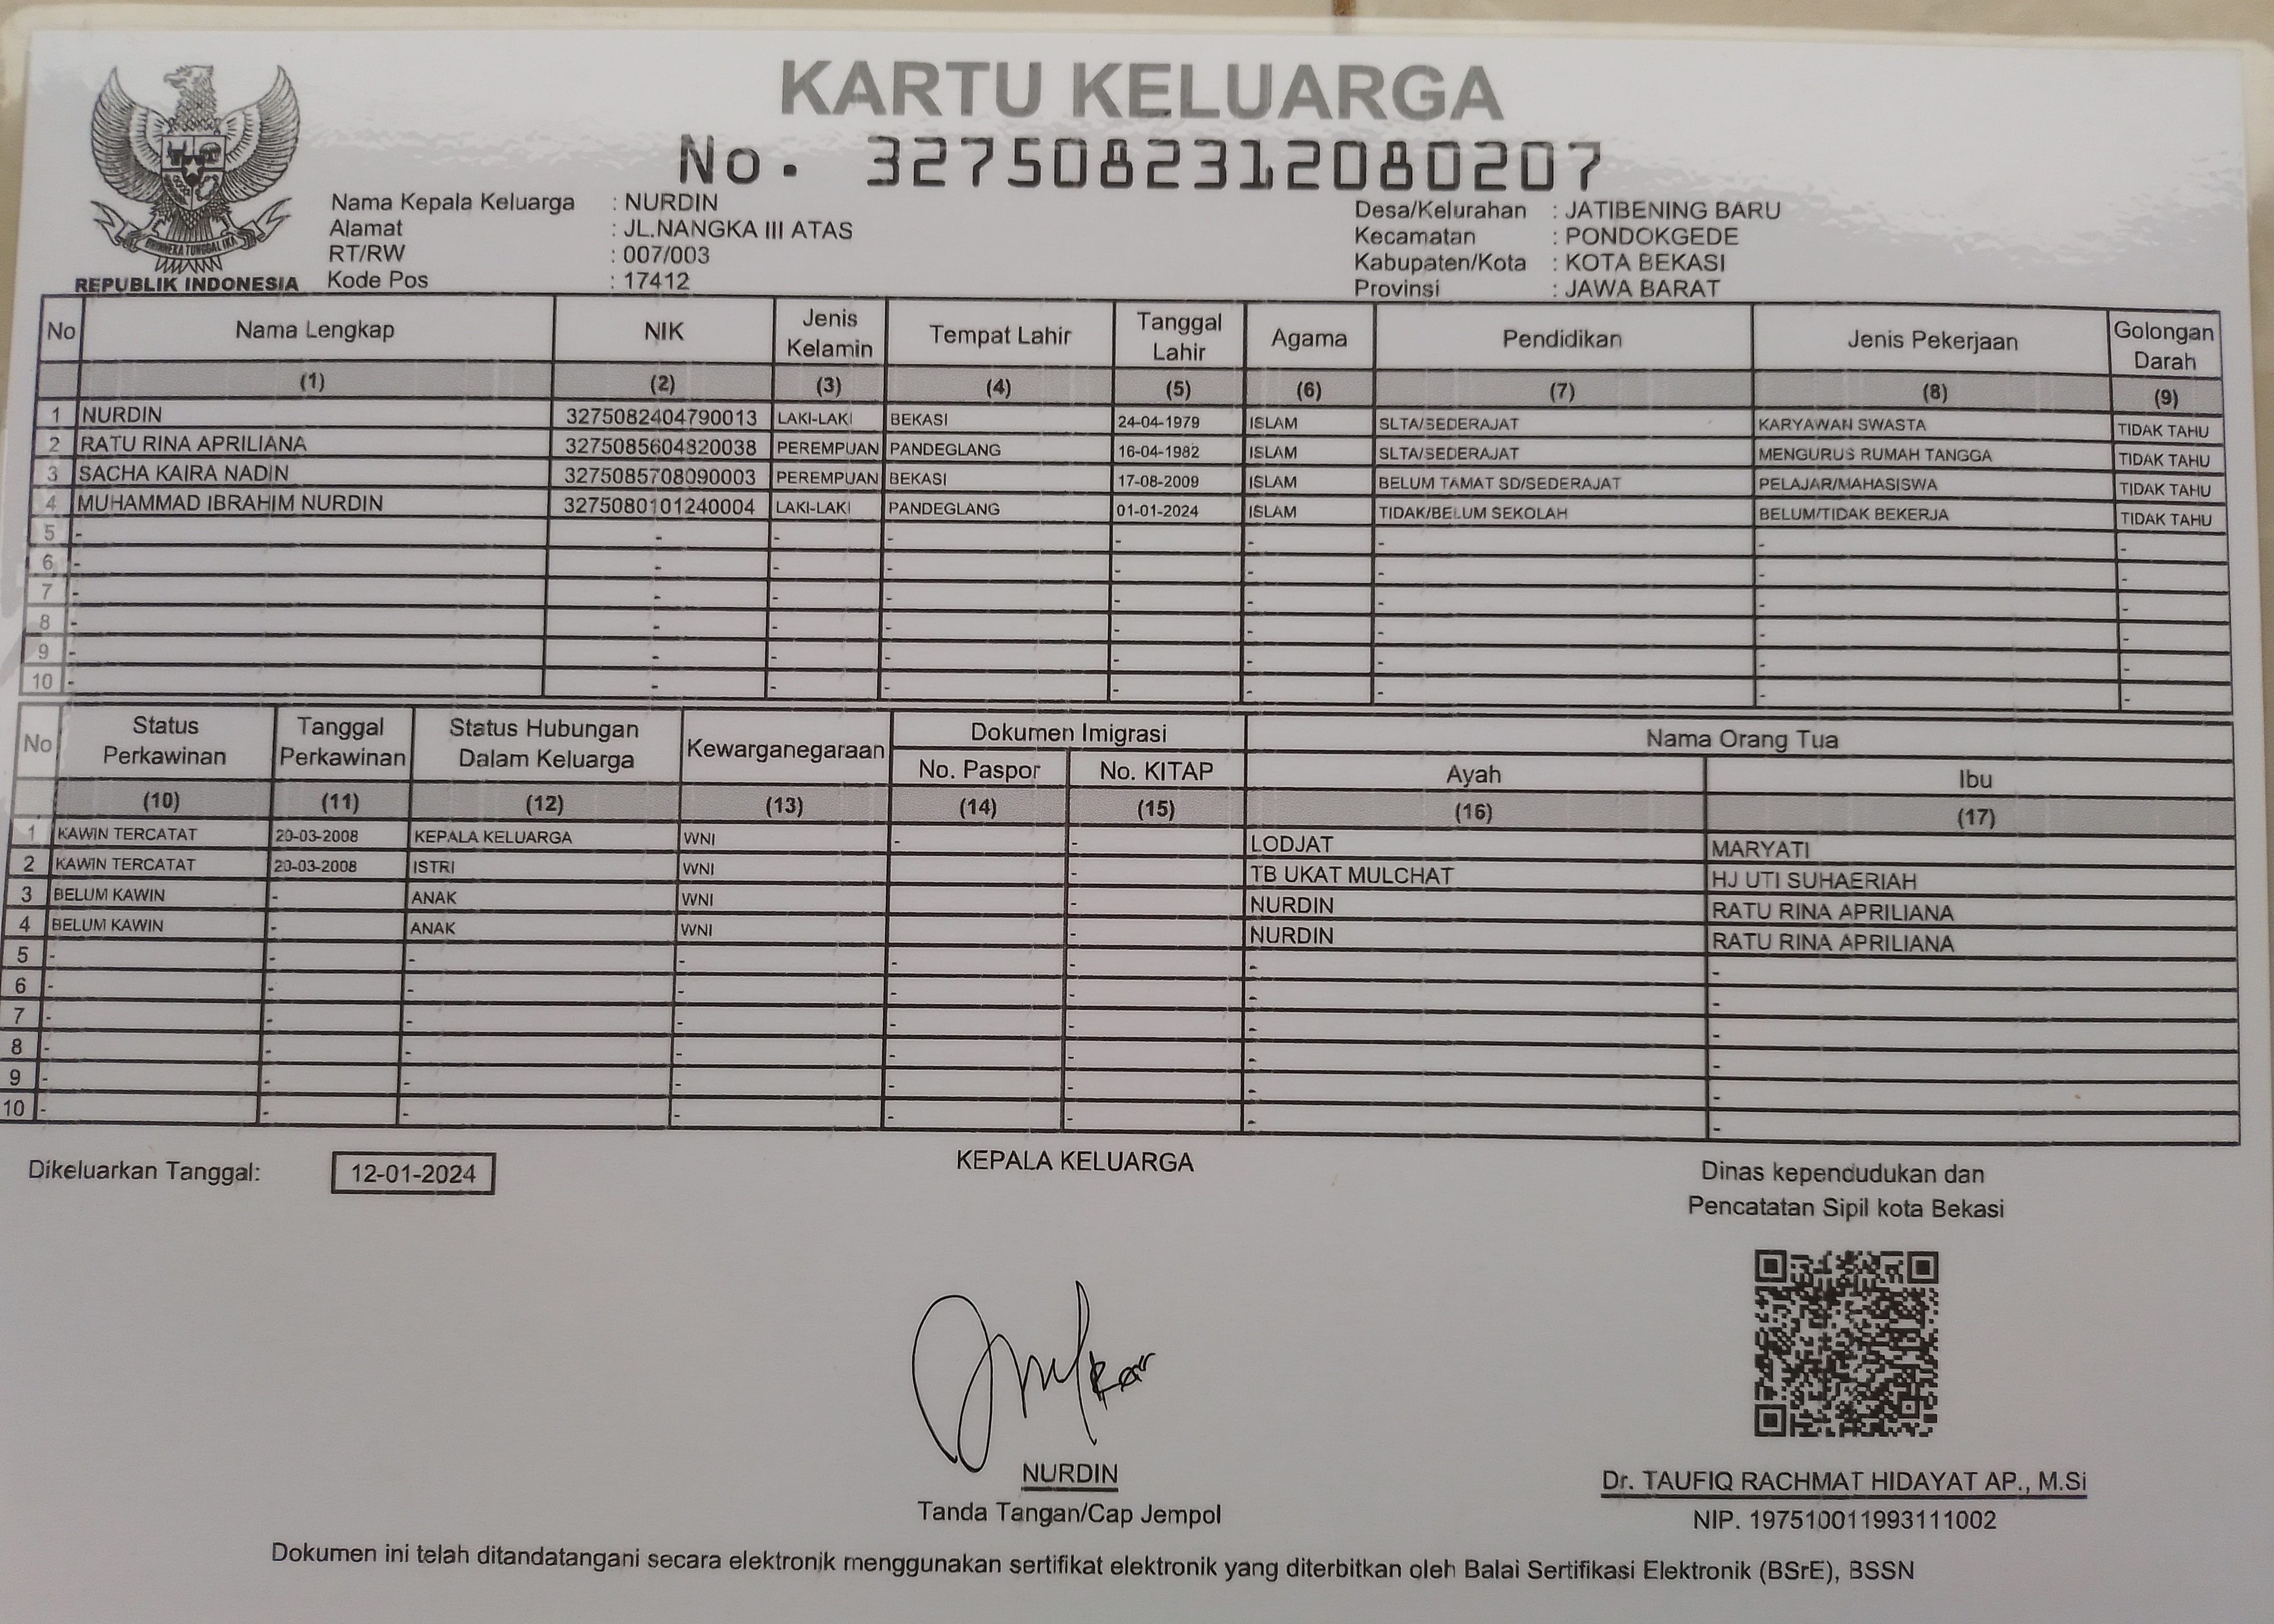 KARTU KELUARGA
No. 3275082312080207
BHINNEKA TUNGGAL IKA
REPUBLIK INDONESIA
Nama Kepala Keluarga : NURDIN
Alamat : JL.NANGKA III ATAS
RT/RW : 007/003
Kode Pos : 17412
Desa/Kelurahan : JATIBENING BARU
Kecamatan : PONDOKGEDE
Kabupaten/Kota : KOTA BEKASI
Provinsi : JAWA BARAT
No Nama Lengkap NIK Jenis Kelamin Tempat Lahir Tanggal Lahir Agama Pendidikan Jenis Pekerjaan Golongan Darah
(1) (2) (3) (4) (5) (6) (7) (8) (9)
1 NURDIN 3275082404790013 LAKI-LAKI BEKASI 24-04-1979 ISLAM SLTA/SEDERAJAT KARYAWAN SWASTA TIDAK TAHU
2 RATU RINA APRILIANA 3275085604820038 PEREMPUAN PANDEGLANG 16-04-1982 ISLAM SLTA/SEDERAJAT MENGURUS RUMAH TANGGA TIDAK TAHU
3 SACHA KAIRA NADIN 3275085708090003 PEREMPUAN BEKASI 17-08-2009 ISLAM BELUM TAMAT SD/SEDERAJAT PELAJAR/MAHASISWA TIDAK TAHU
4 MUHAMMAD IBRAHIM NURDIN 3275080101240004 LAKI-LAKI PANDEGLANG 01-01-2024 ISLAM TIDAK/BELUM SEKOLAH BELUM/TIDAK BEKERJA TIDAK TAHU
5 - - - - - - - - -
6 - - - - - - - - -
7 - - - - - - - - -
8 - - - - - - - - -
9 - - - - - - - - -
10 - - - - - - - - -
No Status Perkawinan Tanggal Perkawinan Status Hubungan Dalam Keluarga Kewarganegaraan Dokumen Imigrasi Nama Orang Tua
No. Paspor No. KITAP Ayah Ibu
(10) (11) (12) (13) (14) (15) (16) (17)
1 KAWIN TERCATAT 20-03-2008 KEPALA KELUARGA WNI - - LODJAT MARYATI
2 KAWIN TERCATAT 20-03-2008 ISTRI WNI - TB UKAT MULCHAT HJ UTI SUHAERIAH
3 BELUM KAWIN - ANAK WNI - NURDIN RATU RINA APRILIANA
4 BELUM KAWIN - ANAK WNI - NURDIN RATU RINA APRILIANA
5 - - - - - - - -
6 - - - - - - - -
7 - - - - - - - -
8 - - - - - - - -
9 - - - - - - - -
10 - - - - - - - -
Dikeluarkan Tanggal: 12-01-2024
KEPALA KELUARGA
NURDIN
Tanda Tangan/Cap Jempol
Dinas kependudukan dan
Pencatatan Sipil kota Bekasi
Dr. TAUFIQ RACHMAT HIDAYAT AP., M.Si
NIP. 197510011993111002
Dokumen ini telah ditandatangani secara elektronik menggunakan sertifikat elektronik yang diterbitkan oleh Balai Sertifikasi Elektronik (BSrE), BSSN